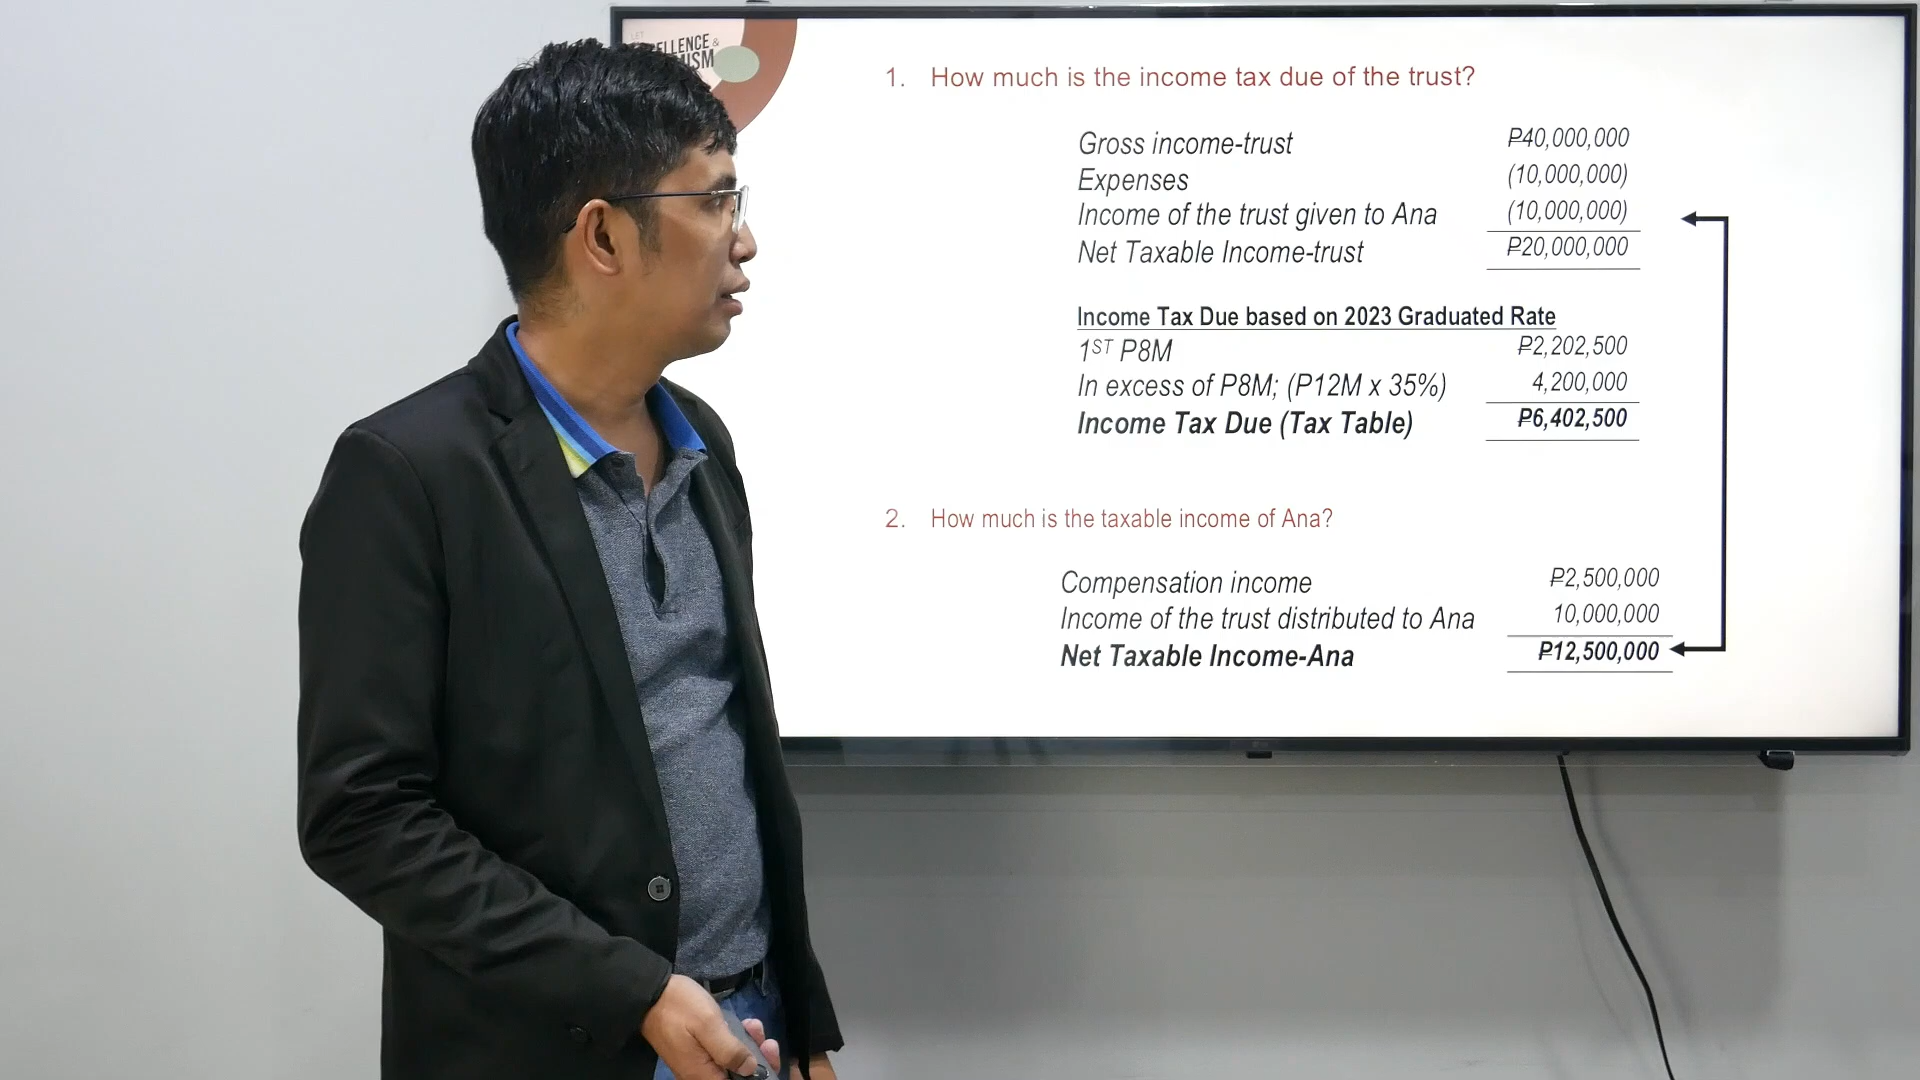 LET
ELLENCE &
ISM
1. How much is the income tax due of the trust?
Gross income-trust ₱40,000,000
Expenses (10,000,000)
Income of the trust given to Ana (10,000,000)
Net Taxable Income-trust ₱20,000,000
Income Tax Due based on 2023 Graduated Rate
1ST P8M ₱2,202,500
In excess of P8M; (P12M x 35%) 4,200,000
Income Tax Due (Tax Table) ₱6,402,500
2. How much is the taxable income of Ana?
Compensation income ₱2,500,000
Income of the trust distributed to Ana 10,000,000
Net Taxable Income-Ana ₱12,500,000